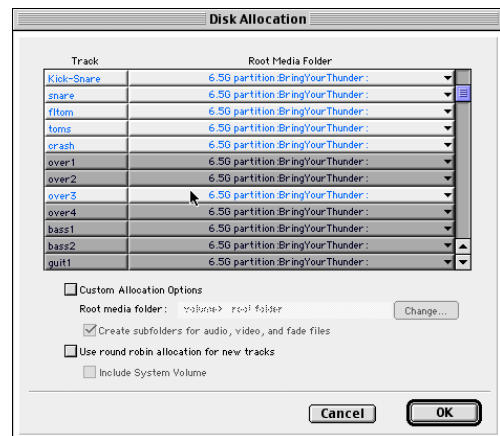 Disk Allocation
Track Root Media Folder
Kick-Snare 6.5G partition:BringYourThunder:
snare 6.5G partition:BringYourThunder:
fltom 6.5G partition:BringYourThunder:
toms 6.5G partition:BringYourThunder:
crash 6.5G partition:BringYourThunder:
over1 6.5G partition:BringYourThunder:
over2 6.5G partition:BringYourThunder:
over3 6.5G partition:BringYourThunder:
over4 6.5G partition:BringYourThunder:
bass1 6.5G partition:BringYourThunder:
bass2 6.5G partition:BringYourThunder:
guit1 6.5G partition:BringYourThunder:
Custom Allocation Options
Root media folder: <volume> root folder Change...
Create subfolders for audio, video, and fade files
Use round robin allocation for new tracks
Include System Volume
Cancel OK